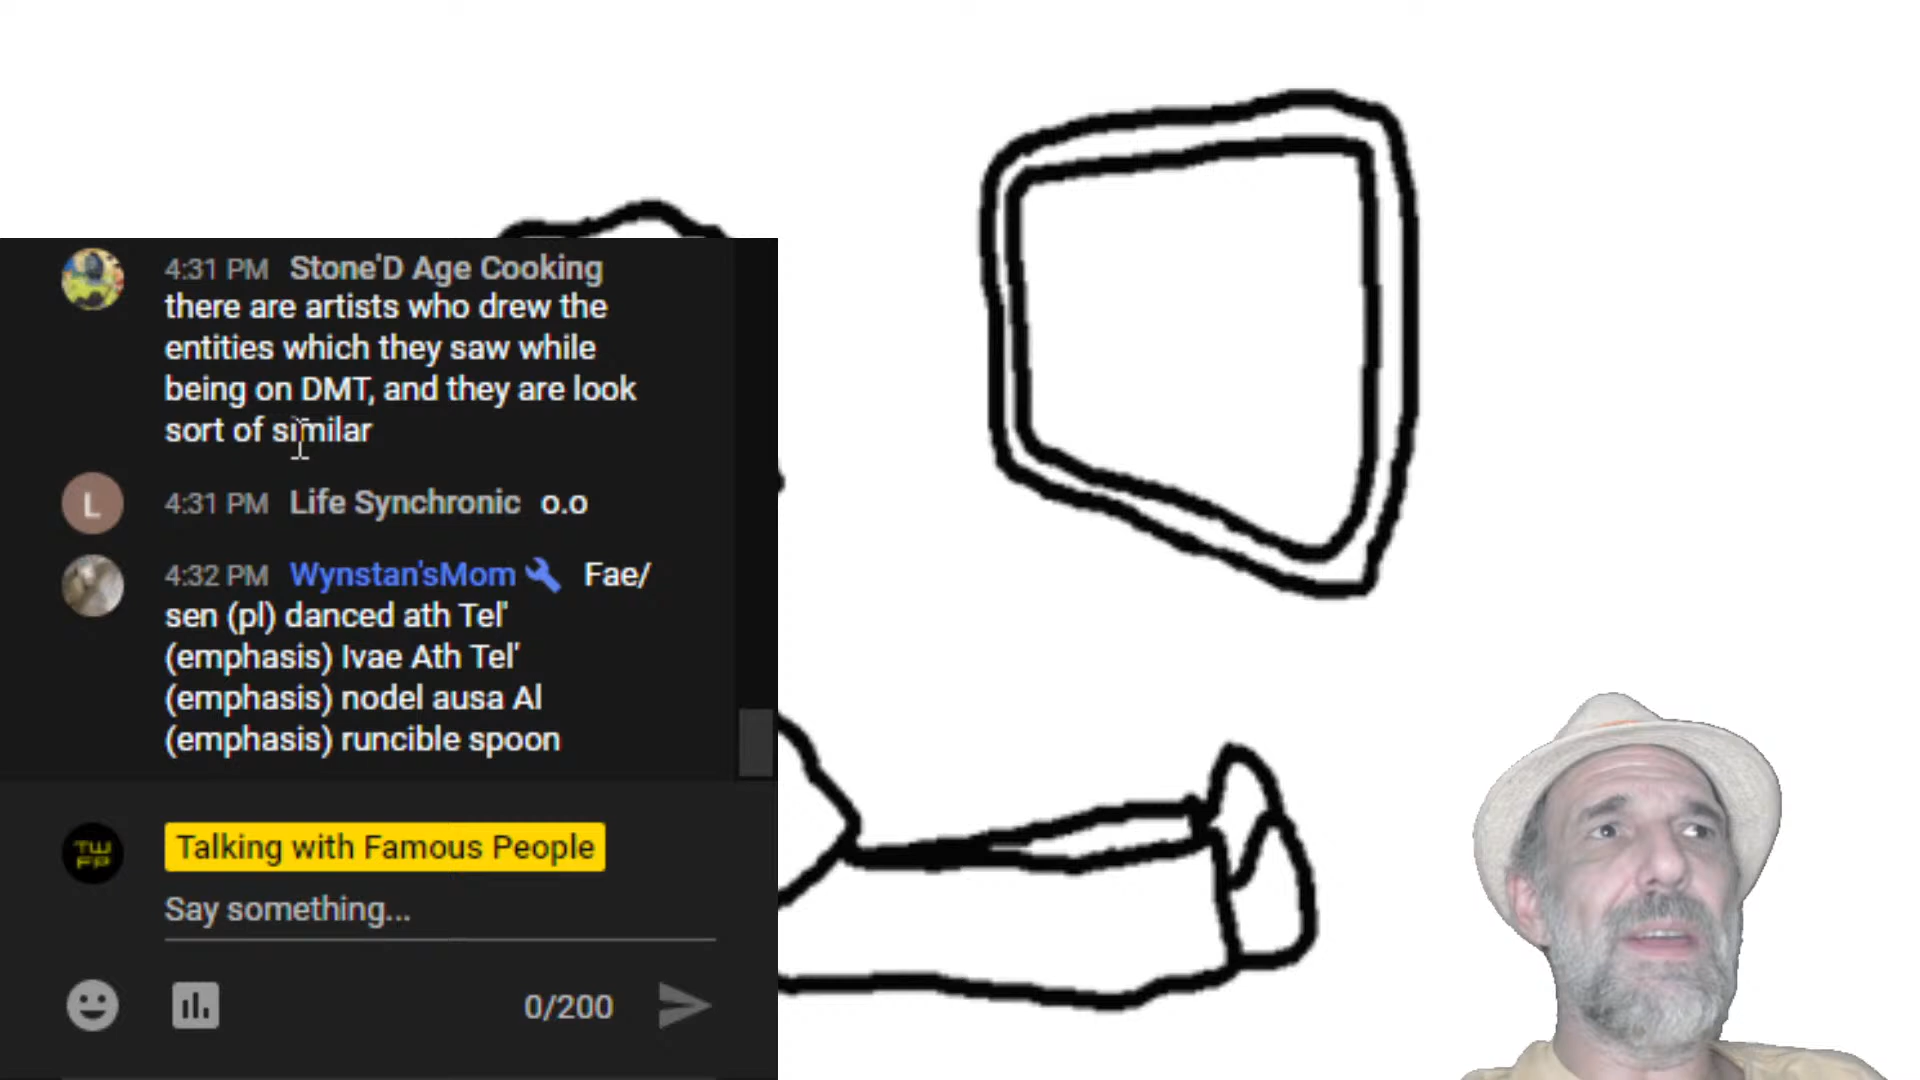 4:31 PM Stone'D Age Cooking
there are artists who drew the
entities which they saw while
being on DMT, and they are look
sort of similar
L
4:31 PM Life Synchronic o.o
4:32 PM Wynstan'sMom Fae/
sen (pl) danced ath Tel'
(emphasis) Ivae Ath Tel'
(emphasis) nodel ausa Al
(emphasis) runcible spoon
TW
FP
Talking with Famous People
Say something...
0/200